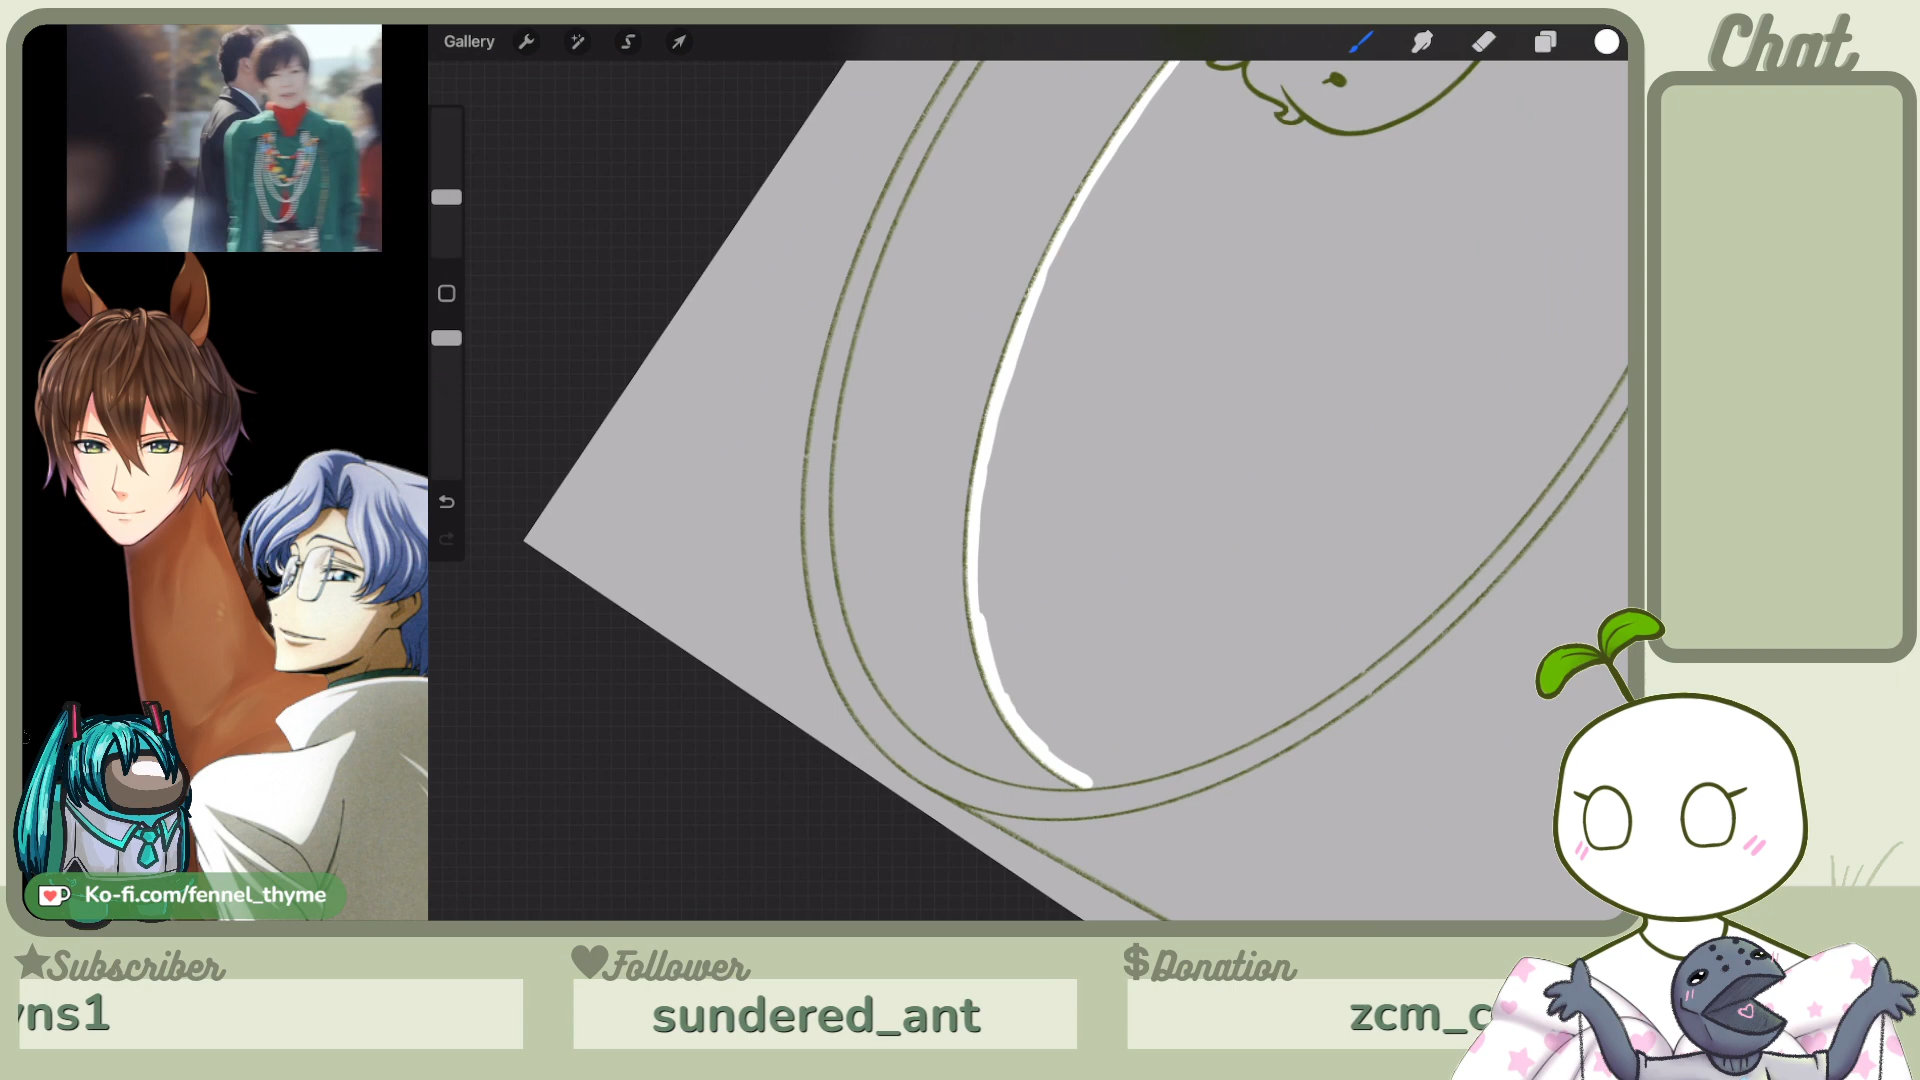 Chat
Gallery
Ko-fi.com/fennel_thyme
Subscriber
Follower
$Donation
ns1
sundered_ant
zcm_c